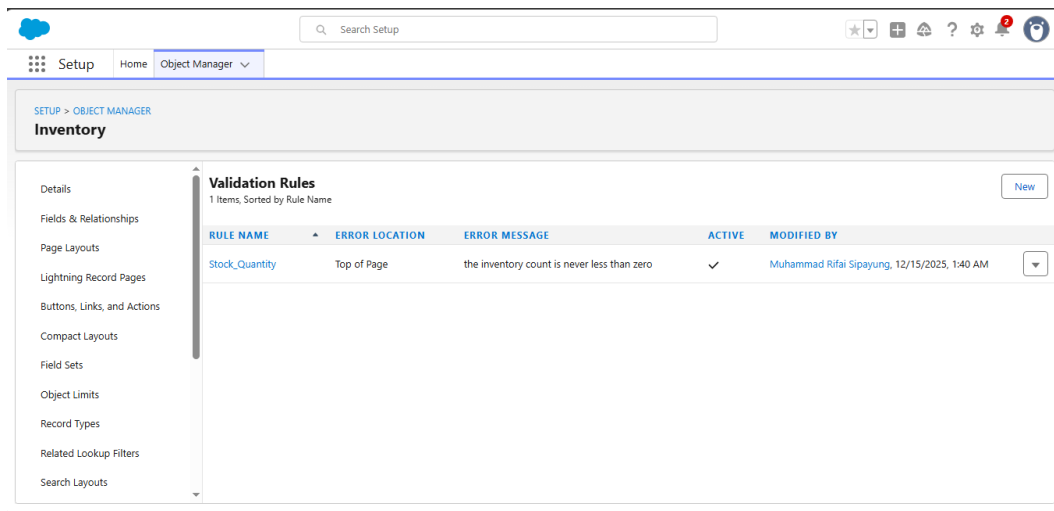 Search Setup
2
Setup Home Object Manager
SETUP > OBJECT MANAGER
Inventory
Details
Fields & Relationships
Page Layouts
Lightning Record Pages
Buttons, Links, and Actions
Compact Layouts
Field Sets
Object Limits
Record Types
Related Lookup Filters
Search Layouts
Validation Rules
1 Items, Sorted by Rule Name
New
RULE NAME ERROR LOCATION ERROR MESSAGE ACTIVE MODIFIED BY
Stock_Quantity Top of Page the inventory count is never less than zero Muhammad Rifai Sipayung, 12/15/2025, 1:40 AM